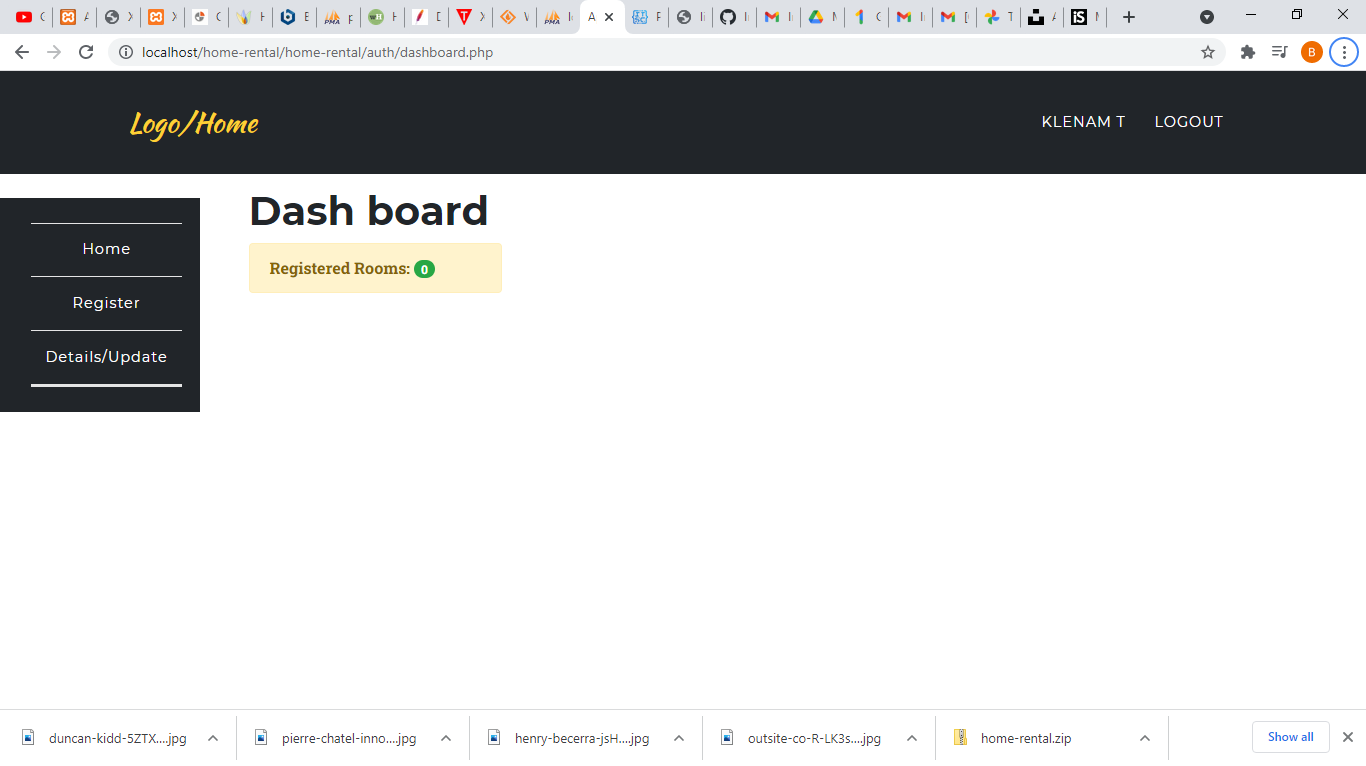 localhost/home-rental/home-rental/auth/dashboard.php
B
Logo/Home
KLENAM T
LOGOUT
Dash board
Registered Rooms: 0
Home
Register
Details/Update
duncan-kidd-5ZTX....jpg
pierre-chatel-inno....jpg
henry-becerra-jsH....jpg
outsite-co-R-LK3s....jpg
home-rental.zip
Show all